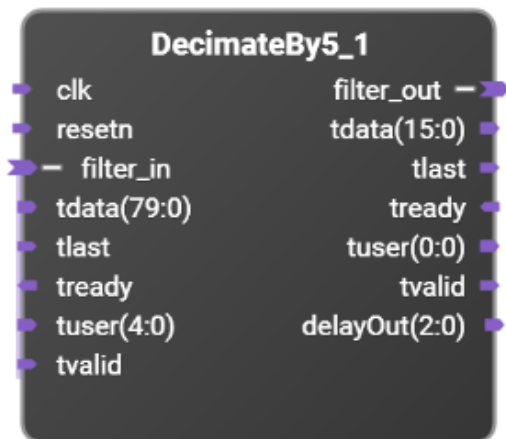 DecimateBy5_1
clk
filter_out
resetn
tdata(15:0)
filter_in
tlast
tdata(79:0)
tready
tlast
tuser(0:0)
tready
tvalid
tuser(4:0)
delayOut(2:0)
tvalid